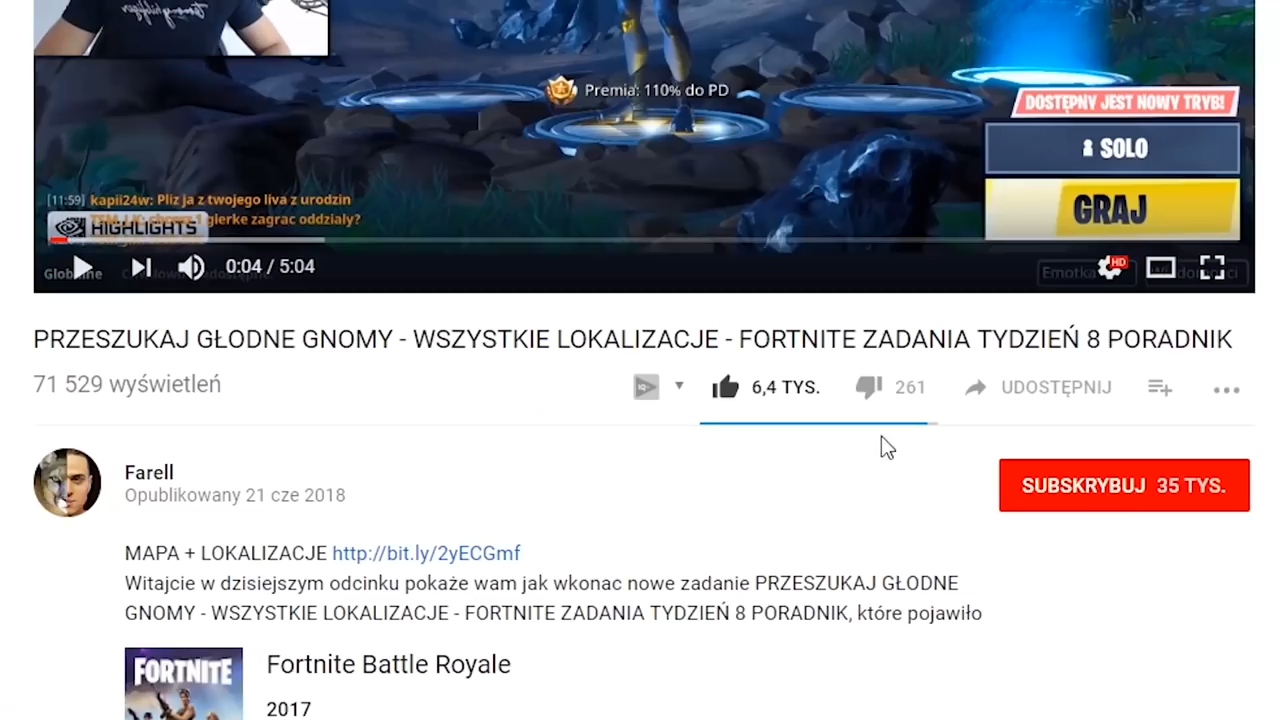 Premia: 110% do PD
DOSTĘPNY JEST NOWY TRYB!
SOLO
GRAJ
[11:59] kapii24w: Pliz ja z twojego liva z urodzin
gierke zagrac oddzialy?
HIGHLIGHTS
0:04 / 5:04
Emotka
HD
PRZESZUKAJ GŁODNE GNOMY - WSZYSTKIE LOKALIZACJE - FORTNITE ZADANIA TYDZIEŃ 8 PORADNIK
71 529 wyświetleń
6,4 TYS.
261
UDOSTĘPNIJ
Farell
Opublikowany 21 cze 2018
SUBSKRYBUJ 35 TYS.
MAPA + LOKALIZACJE http://bit.ly/2yECGmf
Witajcie w dzisiejszym odcinku pokaże wam jak wkonac nowe zadanie PRZESZUKAJ GŁODNE
GNOMY - WSZYSTKIE LOKALIZACJE - FORTNITE ZADANIA TYDZIEŃ 8 PORADNIK, które pojawiło
FORTNITE
Fortnite Battle Royale
2017